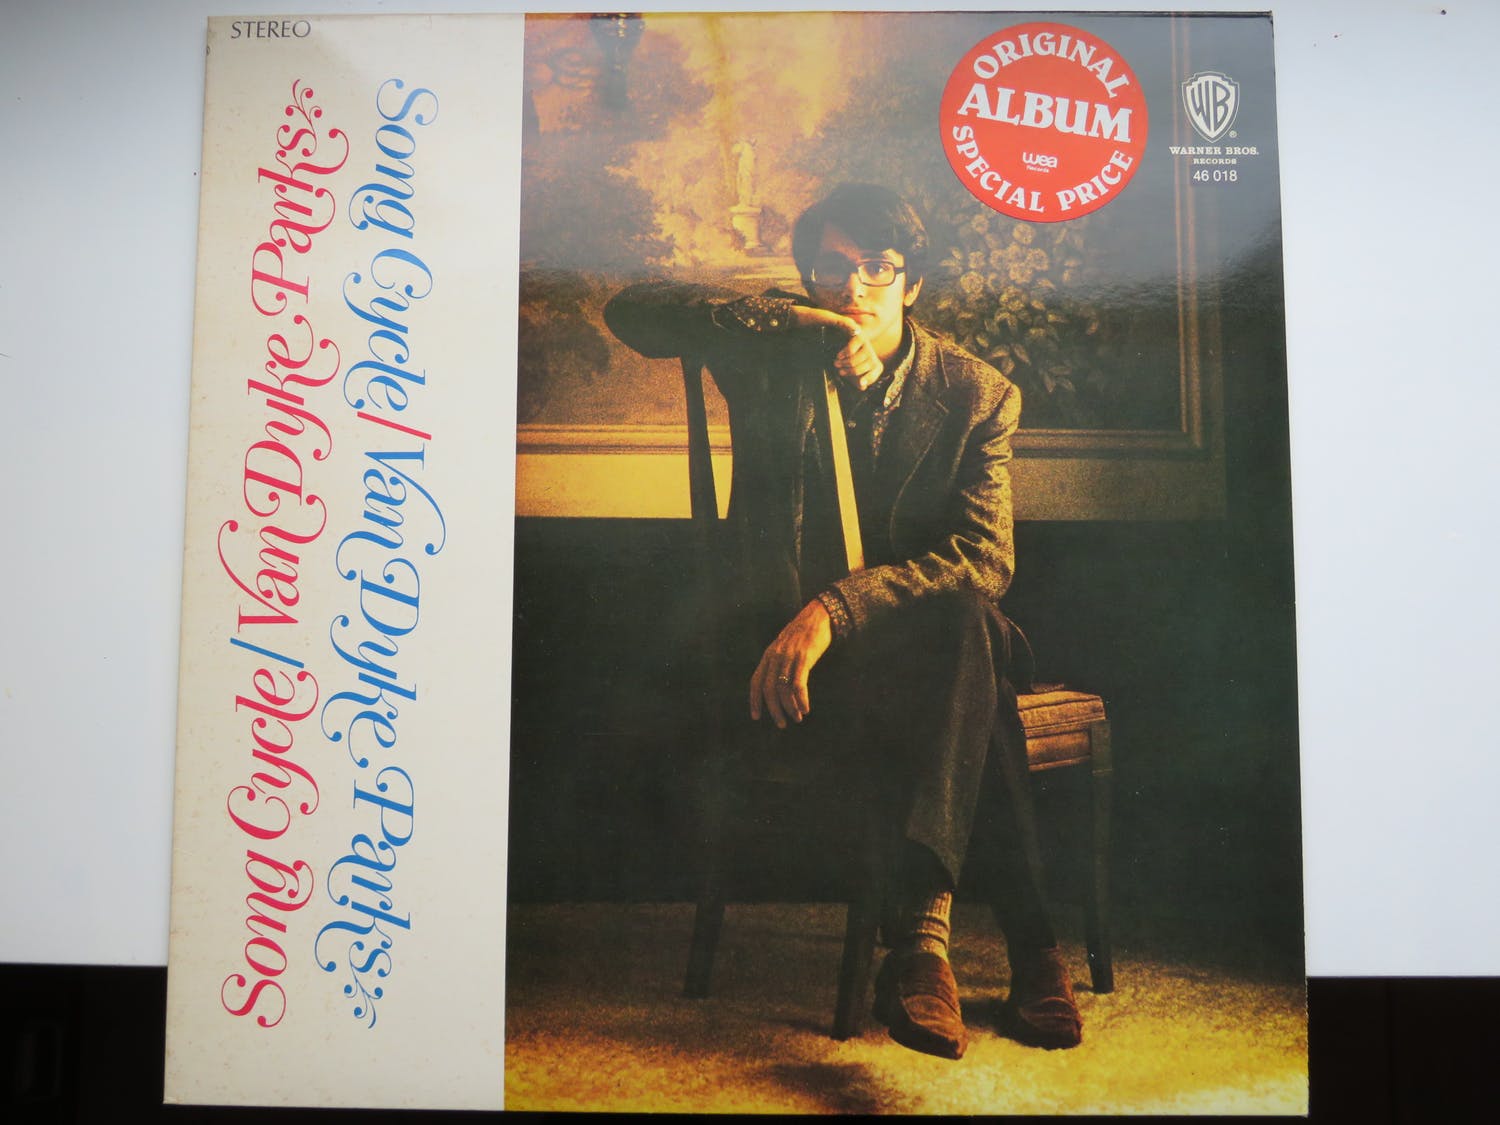 STEREO
Song Cycle/Van Dyke Parks
Song Cycle/Van Dyke Parks
ORIGINAL
ALBUM
wea
Records
SPECIAL PRICE
WB
®
WARNER BROS.
RECORDS
46 018